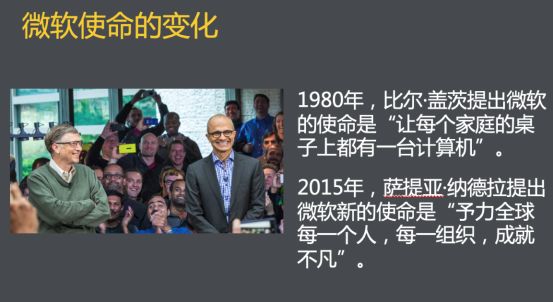 微软使命的变化
1980年，比尔·盖茨提出微软
的使命是“让每个家庭的桌
子上都有一台计算机”。
2015年，萨提亚·纳德拉提出
微软新的使命是“予力全球
每一个人，每一组织，成就
不凡”。